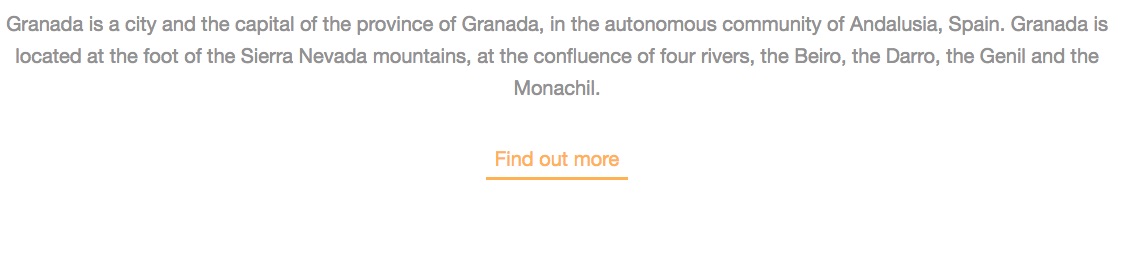 Granada is a city and the capital of the province of Granada, in the autonomous community of Andalusia, Spain. Granada is
located at the foot of the Sierra Nevada mountains, at the confluence of four rivers, the Beiro, the Darro, the Genil and the
Monachil.
Find out more